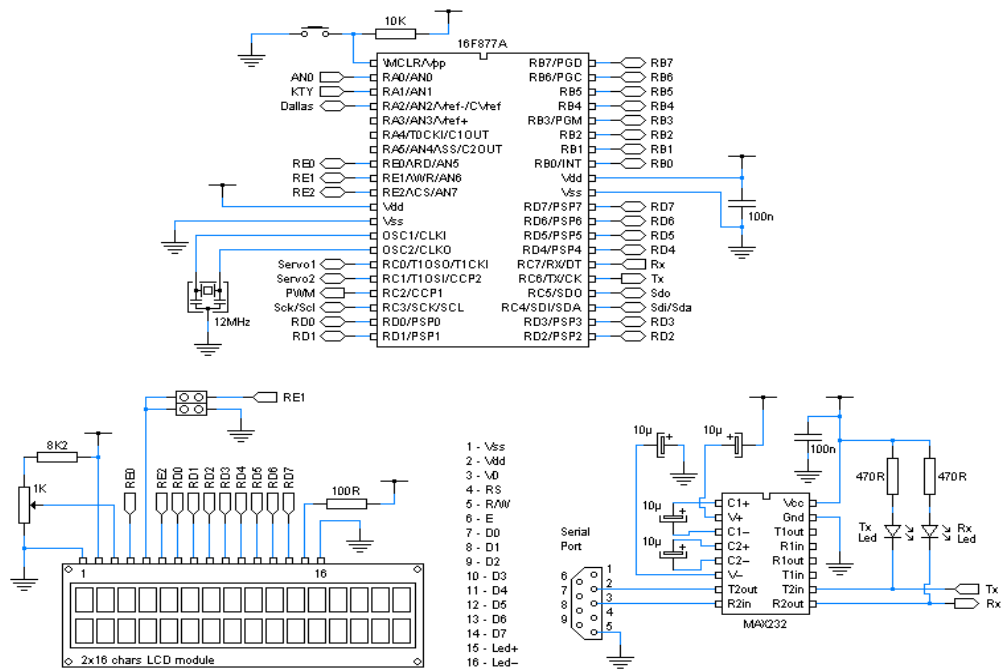 10K
16F877A
\MCLR/Vpp
RA0/AN0
RA1/AN1
RA2/AN2/Vref-/CVref
RA3/AN3/Vref+
RA4/T0CKI/C1OUT
RA5/AN4\SS/C2OUT
RE0\RD/AN5
RE1\WR/AN6
RE2\CS/AN7
Vdd
Vss
OSC1/CLKI
OSC2/CLKO
RC0/T1OSO/T1CKI
RC1/T1OSI/CCP2
RC2/CCP1
RC3/SCK/SCL
RD0/PSP0
RD1/PSP1
RB7/PGD
RB6/PGC
RB5
RB4
RB3/PGM
RB2
RB1
RB0/INT
Vdd
Vss
RD7/PSP7
RD6/PSP6
RD5/PSP5
RD4/PSP4
RC7/RX/DT
RC6/TX/CK
RC5/SDO
RC4/SDI/SDA
RD3/PSP3
RD2/PSP2
AN0
KTY
Dallas
RE0
RE1
RE2
Servo1
Servo2
PWM
Sck/Scl
RD0
RD1
12MHz
RB7
RB6
RB5
RB4
RB3
RB2
RB1
RB0
100n
RD7
RD6
RD5
RD4
Rx
Tx
Sdo
Sdi/Sda
RD3
RD2
RE1
8K2
1K
RE0
RE2
RD0
RD1
RD2
RD3
RD4
RD5
RD6
RD7
100R
1
16
2x16 chars LCD module
1 - Vss
2 - Vdd
3 - V0
4 - RS
5 - R/W
6 - E
7 - D0
8 - D1
9 - D2
10 - D3
11 - D4
12 - D5
13 - D6
14 - D7
15 - Led+
16 - Led-
10µ
+
10µ
+
100n
470R
470R
10µ
+
10µ
+
C1+
V+
C1-
C2+
C2-
V-
T2out
R2in
Vcc
Gnd
T1out
R1in
R1out
T1in
T2in
R2out
MAX232
Tx
Led
Rx
Led
Tx
Rx
Serial
Port
6
7
8
9
1
2
3
4
5